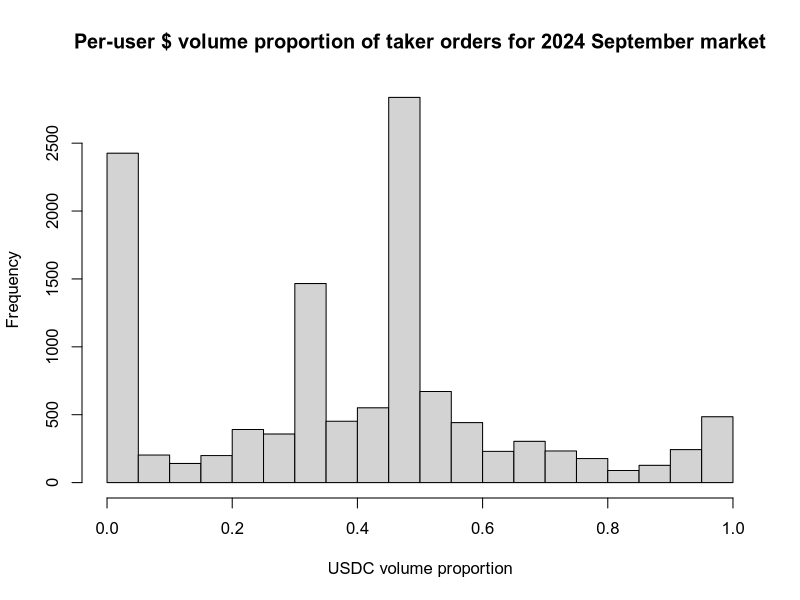 Per-user $ volume proportion of taker orders for 2024 September market
Frequency
2500
2000
1500
1000
500
0
0.0 0.2 0.4 0.6 0.8 1.0
USDC volume proportion